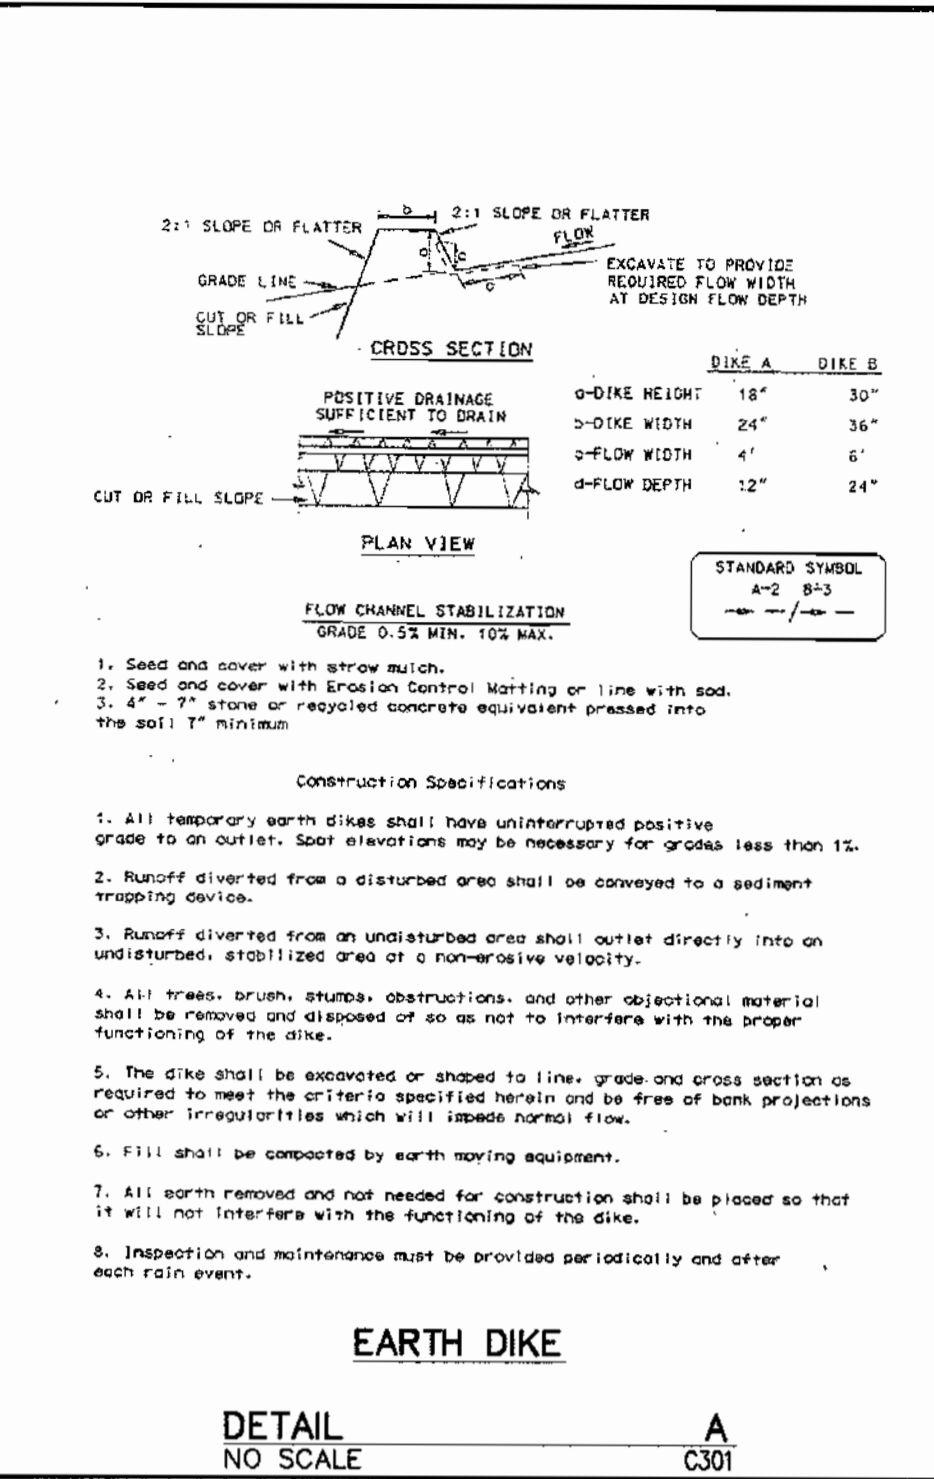 b
2:1 SLOPE OR FLATTER
2:1 SLOPE OR FLATTER
FLOW
GRADE LINE
EXCAVATE TO PROVIDE
REQUIRED FLOW WIDTH
AT DESIGN FLOW DEPTH
CUT OR FILL
SLOPE
CROSS SECTION
DIKE A DIKE B
a-DIKE HEIGHT 18" 30"
b-DIKE WIDTH 24" 36"
c-FLOW WIDTH 4' 6'
d-FLOW DEPTH 12" 24"
POSITIVE DRAINAGE
SUFFICIENT TO DRAIN
CUT OR FILL SLOPE
PLAN VIEW
STANDARD SYMBOL
A-2 B-3
FLOW CHANNEL STABILIZATION
GRADE 0.5% MIN. 10% MAX.
1. Seed and cover with straw mulch.
2. Seed and cover with Erosion Control Matting or line with sod.
3. 4" - 7" stone or recycled concrete equivalent pressed into
the soil 7" minimum
Construction Specifications
1. All temporary earth dikes shall have uninterrupted positive
grade to an outlet. Spot elevations may be necessary for grades less than 1%.
2. Runoff diverted from a disturbed area shall be conveyed to a sediment
trapping device.
3. Runoff diverted from an undisturbed area shall outlet directly into an
undisturbed, stabilized area at a non-erosive velocity.
4. All trees, brush, stumps, obstructions, and other objectional material
shall be removed and disposed of so as not to interfere with the proper
functioning of the dike.
5. The dike shall be excavated or shaped to line, grade and cross section as
required to meet the criteria specified herein and be free of bank projections
or other irregularities which will impede normal flow.
6. Fill shall be compacted by earth moving equipment.
7. All earth removed and not needed for construction shall be placed so that
it will not interfere with the functioning of the dike.
8. Inspection and maintenance must be provided periodically and after
each rain event.
EARTH DIKE
DETAIL A
NO SCALE C301